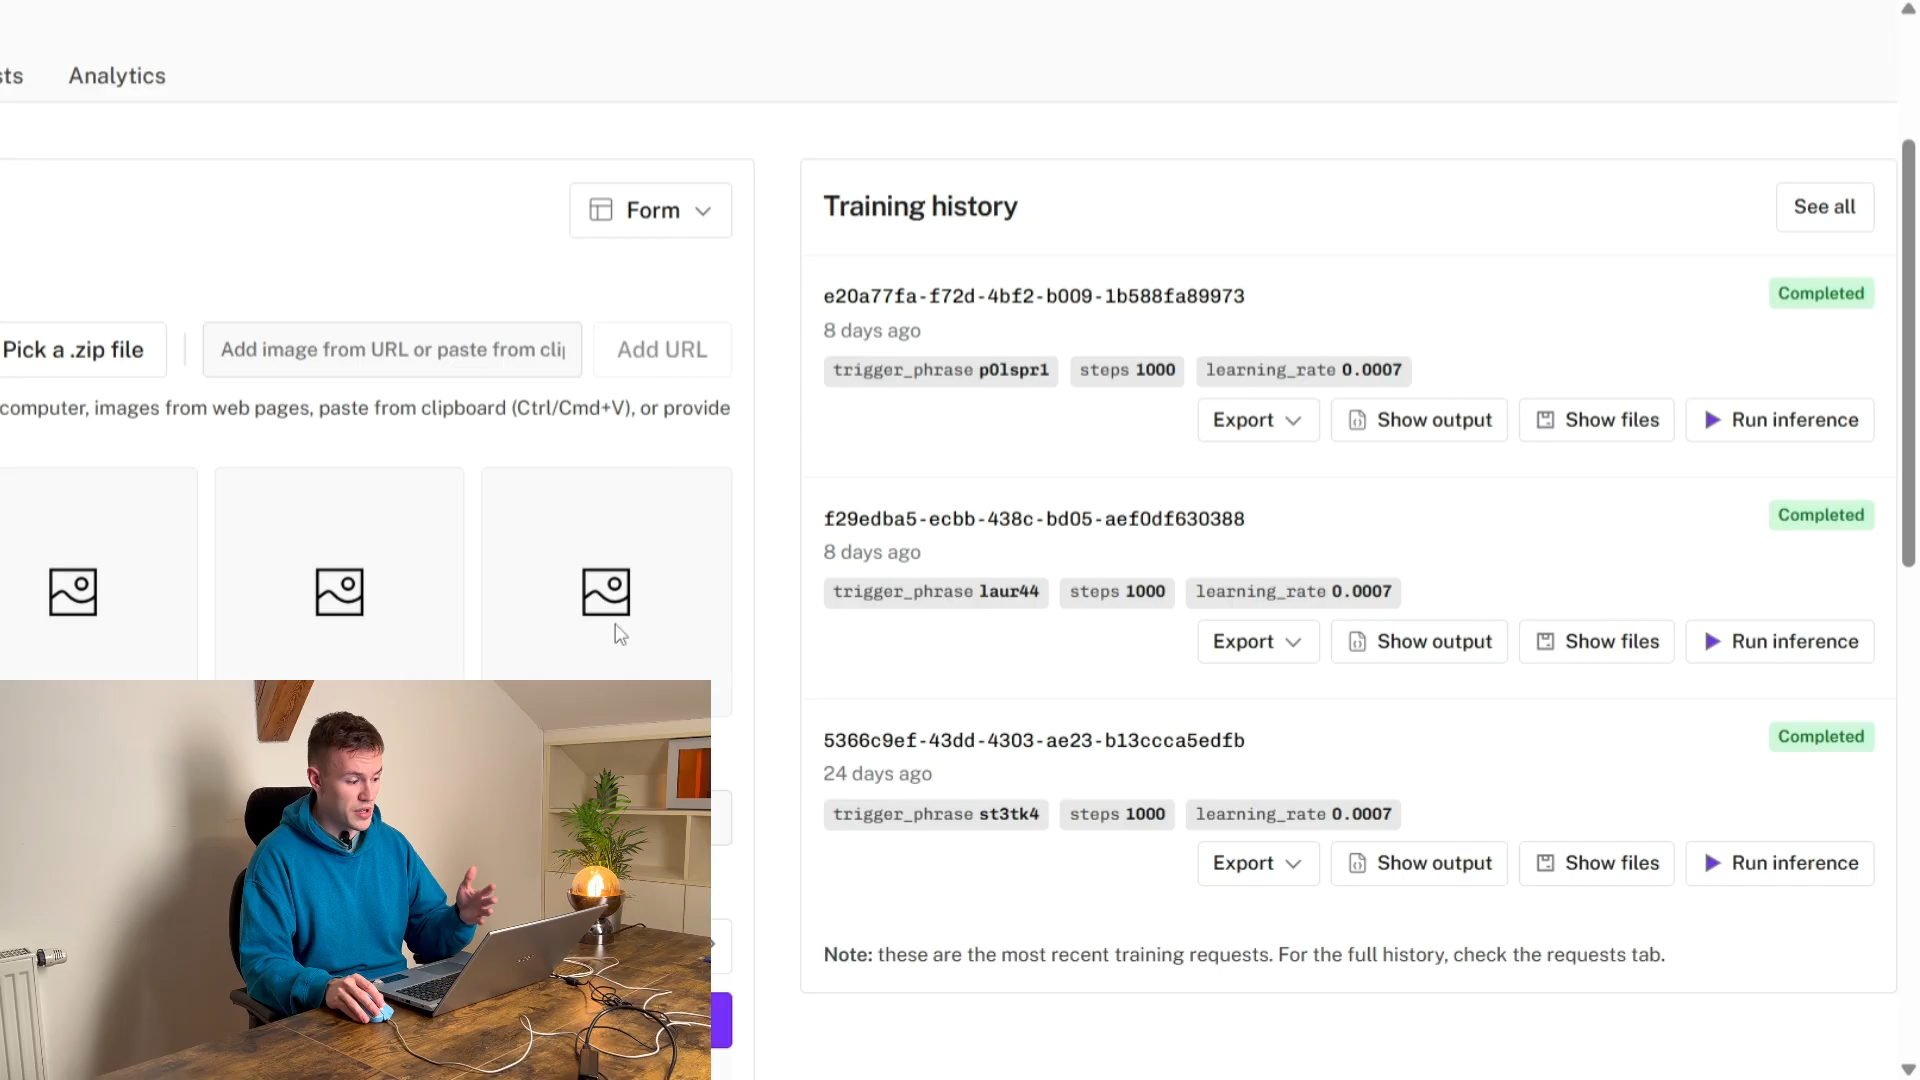 sts Analytics
Form
Pick a .zip file
Add image from URL or paste from cli
Add URL
computer, images from web pages, paste from clipboard (Ctrl/Cmd+V), or provide
Training history
See all
e20a77fa-f72d-4bf2-b009-1b588fa89973
Completed
8 days ago
trigger_phrase p0lspr1 steps 1000 learning_rate 0.0007
Export Show output Show files Run inference
f29edba5-ecbb-438c-bd05-aef0df630388
Completed
8 days ago
trigger_phrase laur44 steps 1000 learning_rate 0.0007
Export Show output Show files Run inference
5366c9ef-43dd-4303-ae23-b13ccca5edfb
Completed
24 days ago
trigger_phrase st3tk4 steps 1000 learning_rate 0.0007
Export Show output Show files Run inference
Note: these are the most recent training requests. For the full history, check the requests tab.